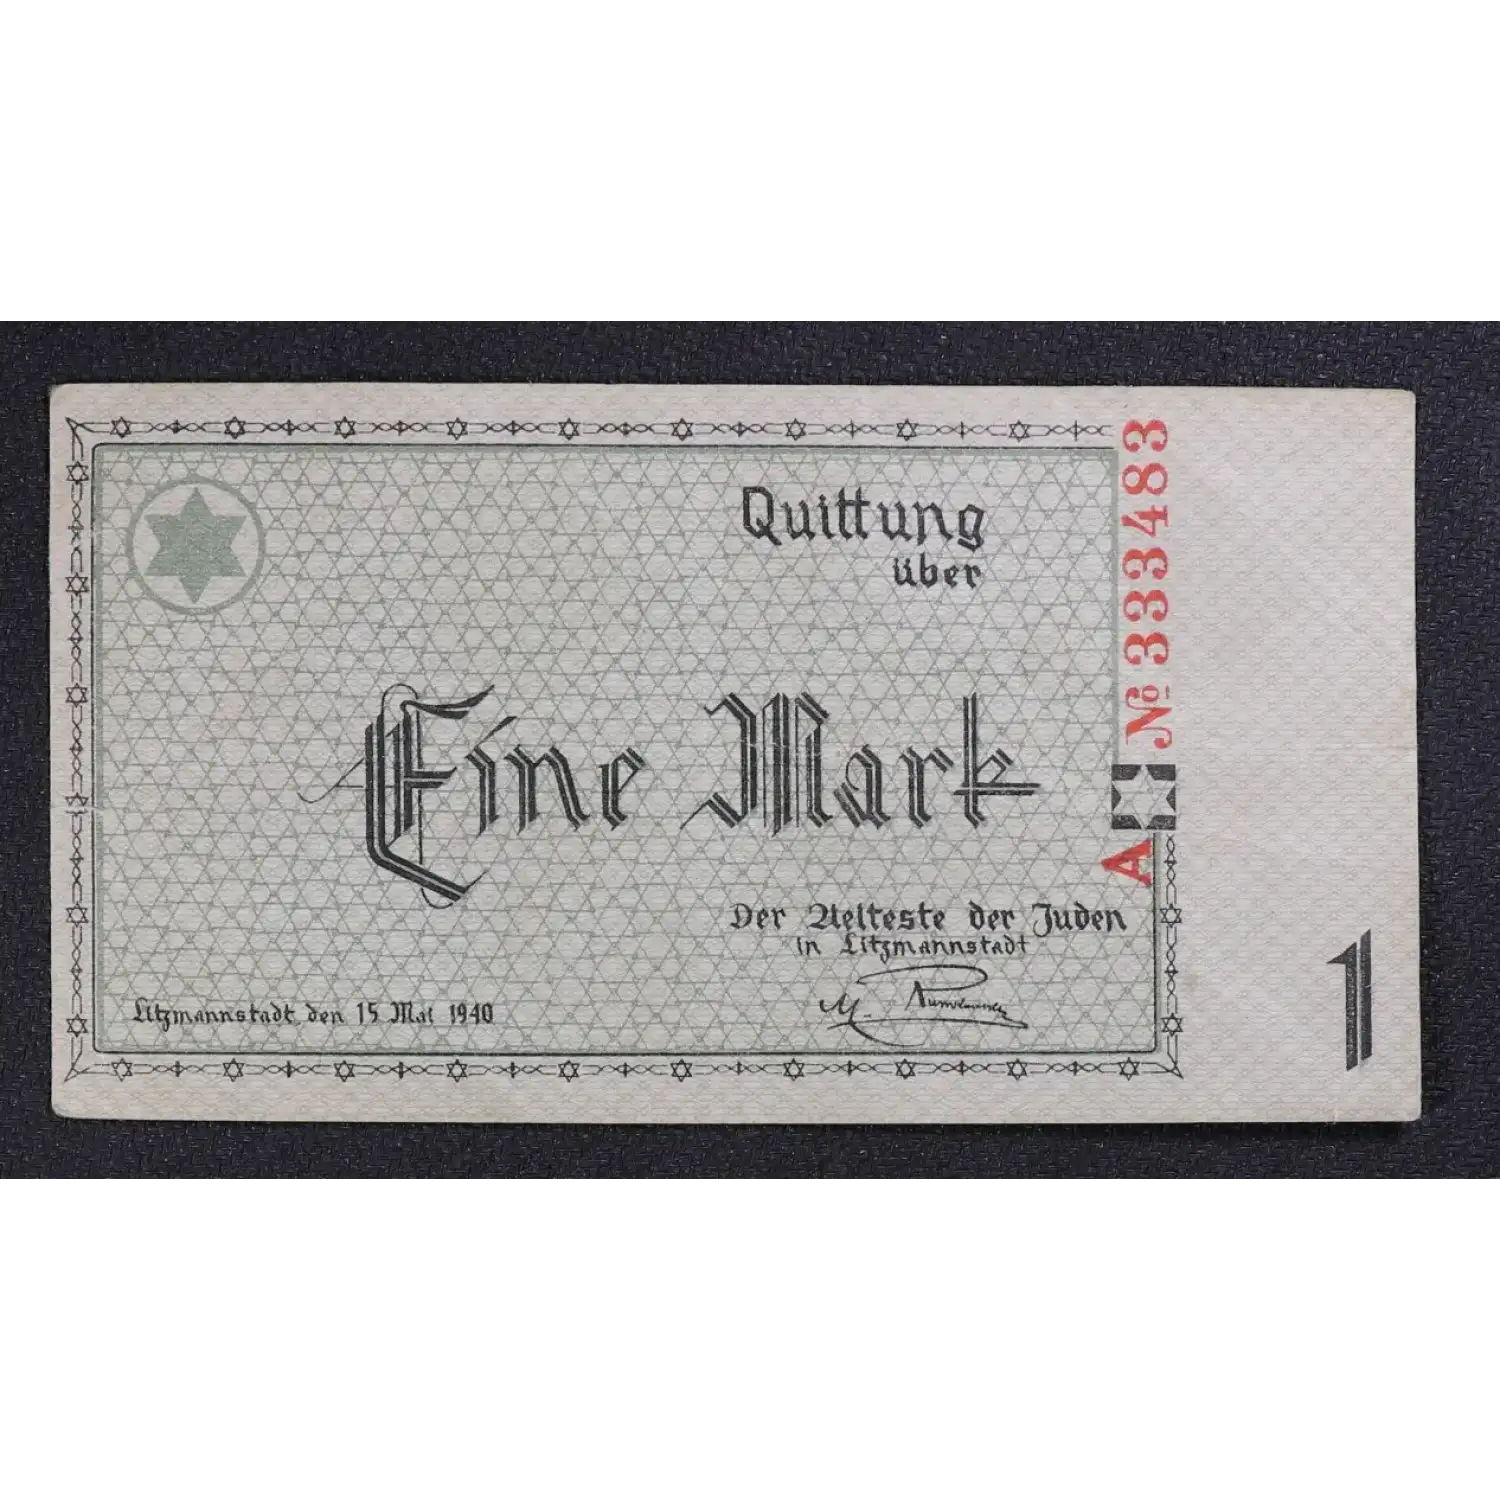 Quittung
über
Eine Mark
Der Aelteste der Juden
in Litzmannstadt
Litzmannstadt, den 15. Mai 1940
A
№ 333483
1